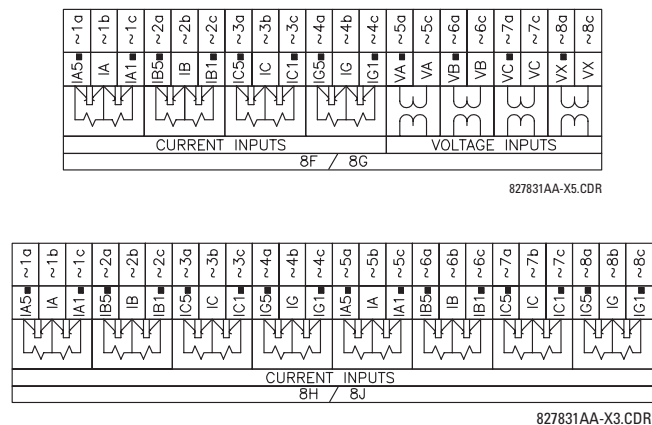 ~1a ~1b ~1c ~2a ~2b ~2c ~3a ~3b ~3c ~4a ~4b ~4c ~5a ~5c ~6a ~6c ~7a ~7c ~8a ~8c
IA5■ IA IA1■ IB5■ IB IB1■ IC5■ IC IC1■ IG5■ IG IG1■ VA■ VA VB■ VB VC■ VC VX■ VX
CURRENT INPUTS VOLTAGE INPUTS
8F / 8G
827831AA-X5.CDR
~1a ~1b ~1c ~2a ~2b ~2c ~3a ~3b ~3c ~4a ~4b ~4c ~5a ~5b ~5c ~6a ~6b ~6c ~7a ~7b ~7c ~8a ~8b ~8c
IA5■ IA IA1■ IB5■ IB IB1■ IC5■ IC IC1■ IG5■ IG IG1■ IA5■ IA IA1■ IB5■ IB IB1■ IC5■ IC IC1■ IG5■ IG IG1■
CURRENT INPUTS
8H / 8J
827831AA-X3.CDR